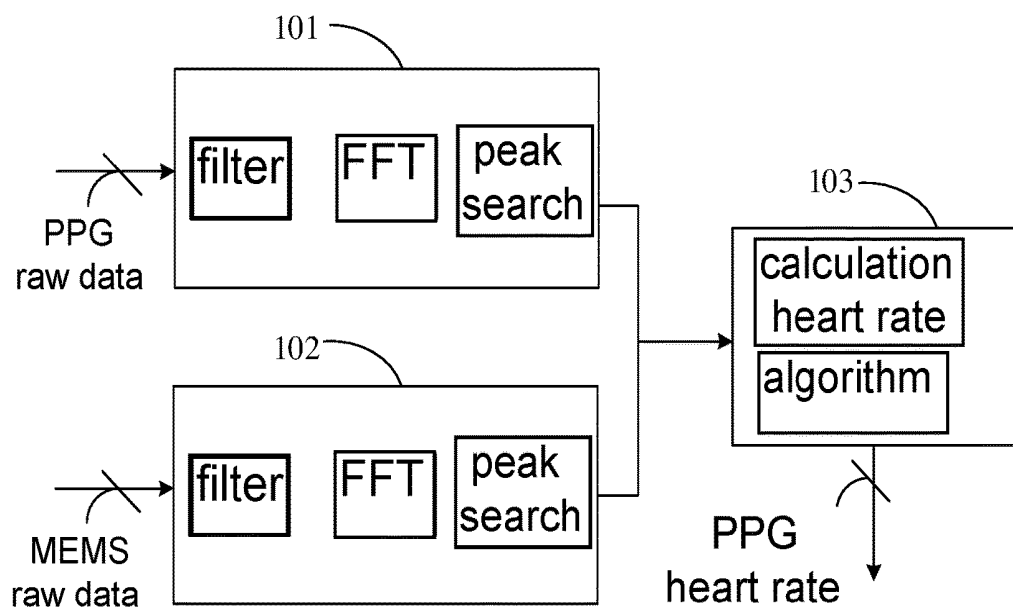 101
filter
FFT
peak
search
PPG
raw data
102
filter
FFT
peak
search
MEMS
raw data
103
calculation
heart rate
algorithm
PPG
heart rate